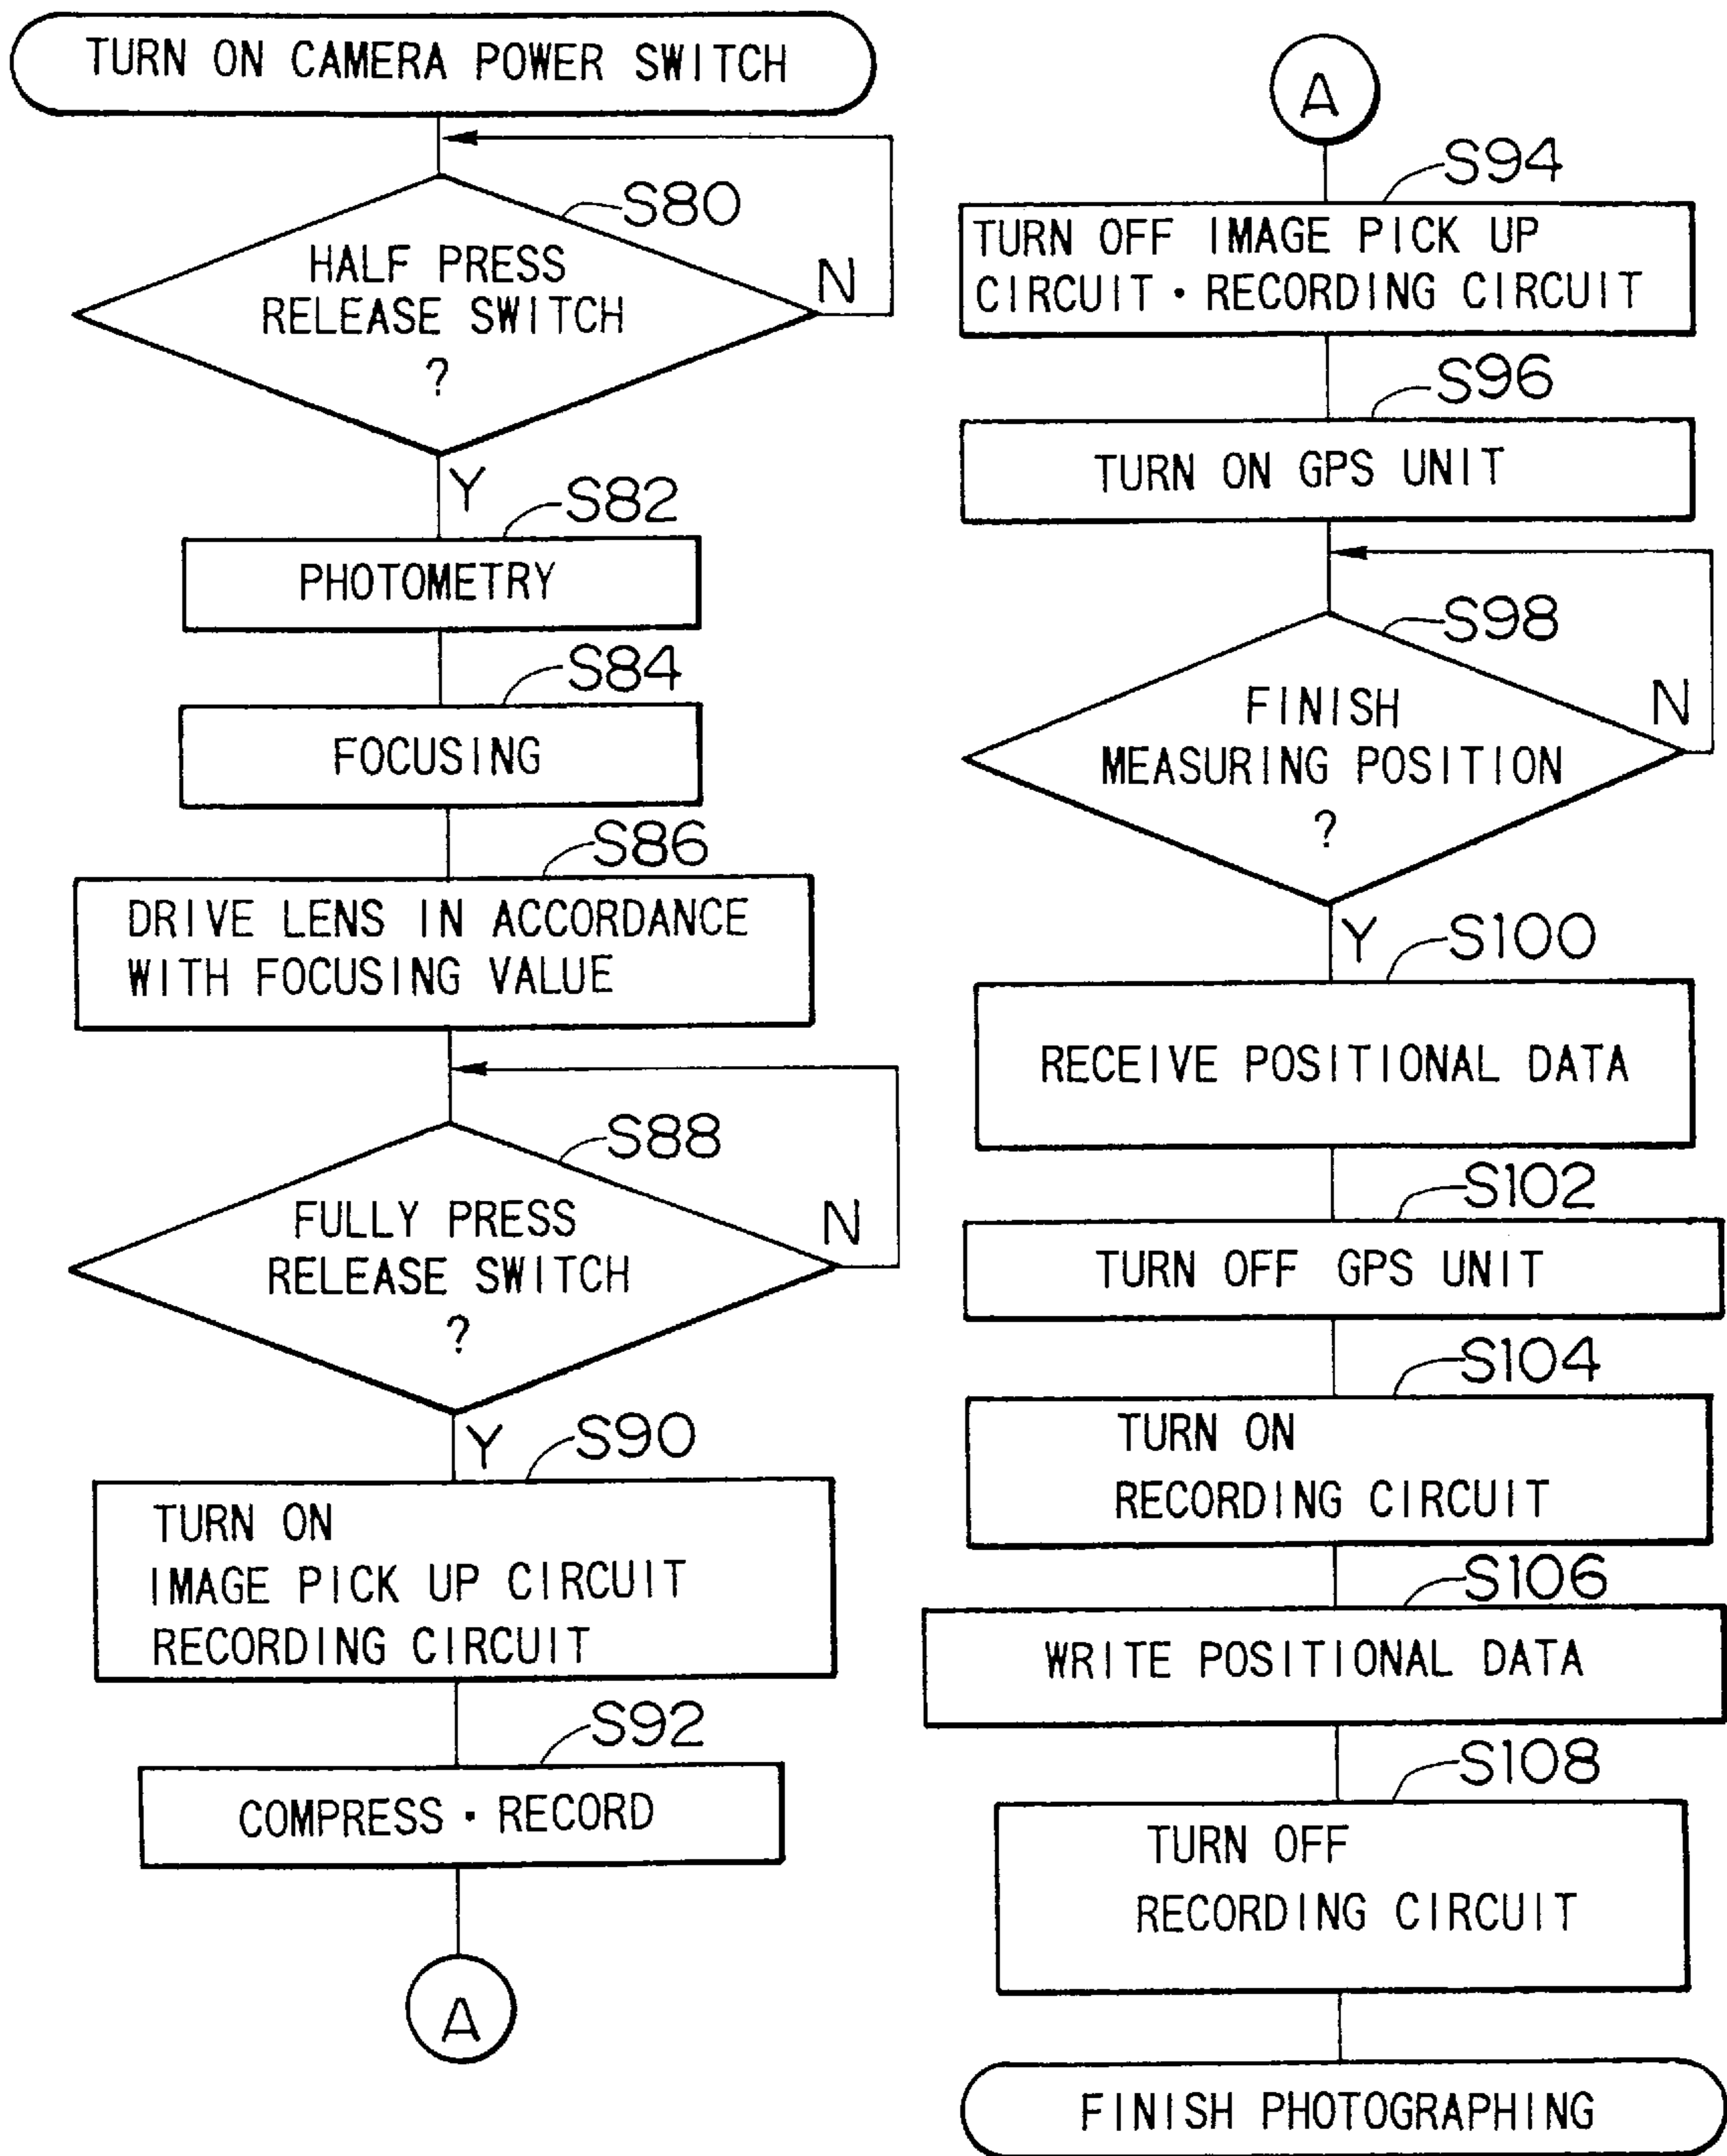 TURN ON CAMERA POWER SWITCH
S80
HALF PRESS
RELEASE SWITCH
?
N
Y
S82
PHOTOMETRY
S84
FOCUSING
S86
DRIVE LENS IN ACCORDANCE
WITH FOCUSING VALUE
S88
FULLY PRESS
RELEASE SWITCH
?
N
Y
S90
TURN ON
IMAGE PICK UP CIRCUIT
RECORDING CIRCUIT
S92
COMPRESS・RECORD
A
A
S94
TURN OFF IMAGE PICK UP
CIRCUIT・RECORDING CIRCUIT
S96
TURN ON GPS UNIT
S98
FINISH
MEASURING POSITION
?
N
Y
S100
RECEIVE POSITIONAL DATA
S102
TURN OFF GPS UNIT
S104
TURN ON
RECORDING CIRCUIT
S106
WRITE POSITIONAL DATA
S108
TURN OFF
RECORDING CIRCUIT
FINISH PHOTOGRAPHING